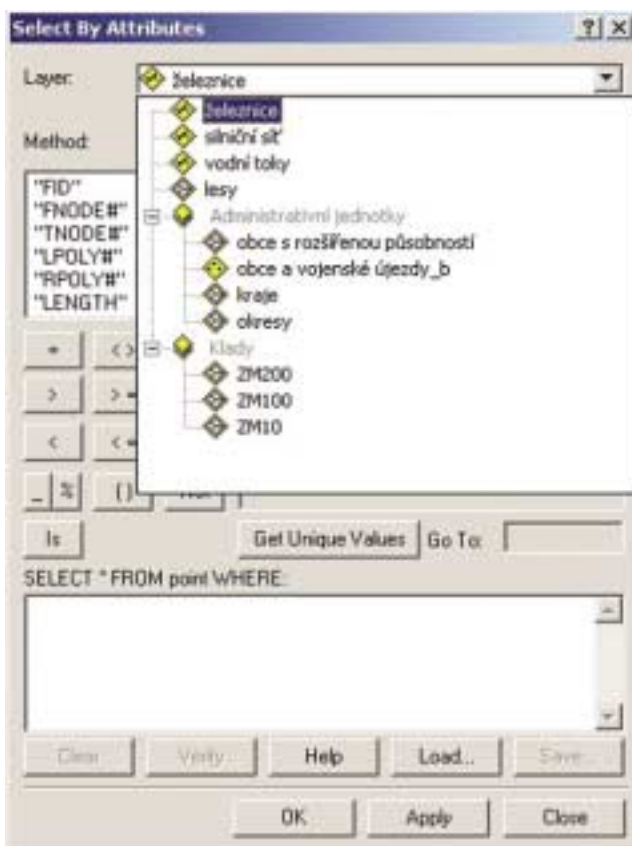 Select By Attributes
Layer: železnice
železnice
silniční síť
vodní toky
lesy
Administrativní jednotky
obce s rozšířenou působností
obce a vojenské újezdy_b
kraje
okresy
Klady
ZM200
ZM100
ZM10
Method:
"FID"
"FNODE#"
"TNODE#"
"LPOLY#"
"RPOLY#"
"LENGTH"
= <>
> >=
< <=
_ % ()
Is Get Unique Values Go To:
SELECT * FROM point WHERE:
Clear Verify Help Load... Save...
OK Apply Close